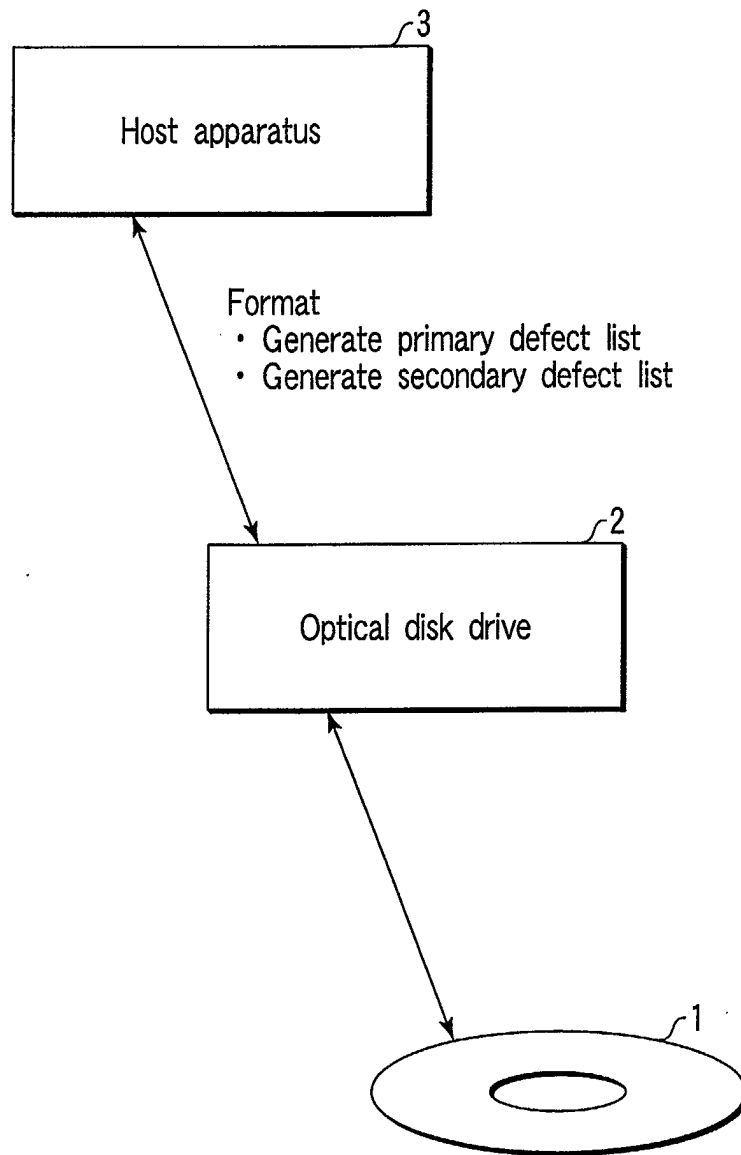 3
Host apparatus
Format
・ Generate primary defect list
・ Generate secondary defect list
2
Optical disk drive
1